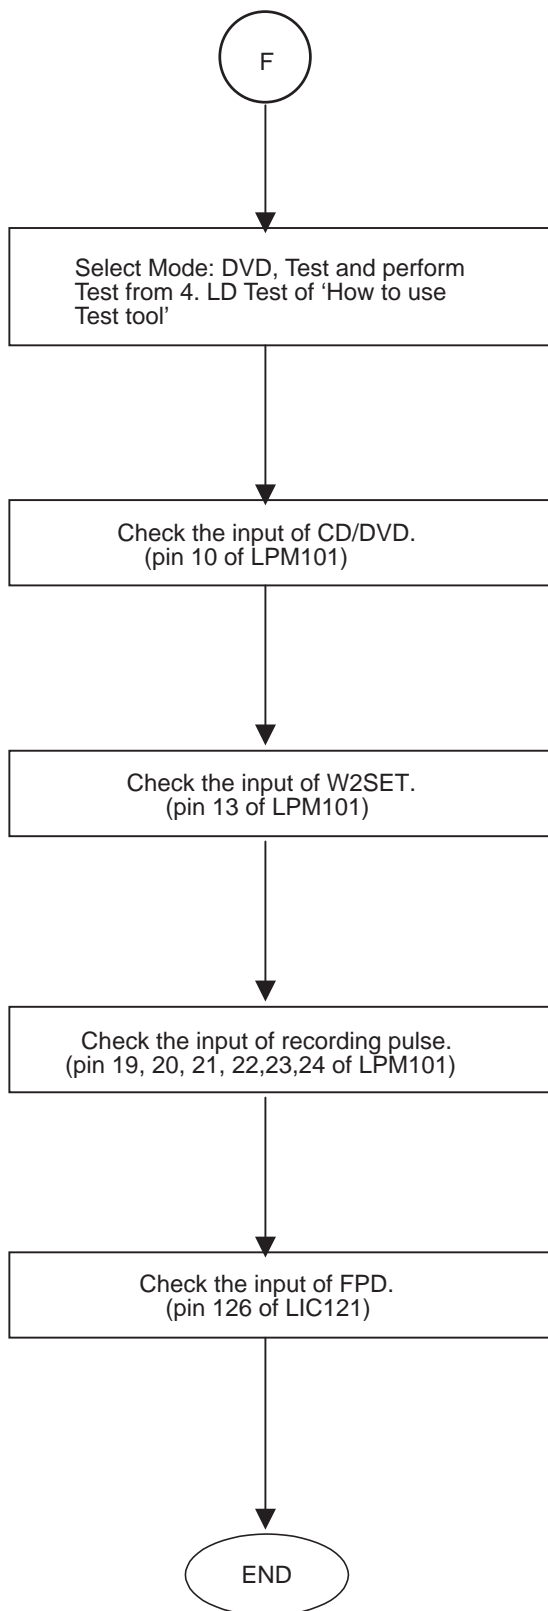 F
Select Mode: DVD, Test and perform
Test from 4. LD Test of ‘How to use
Test tool’
Check the input of CD/DVD.
(pin 10 of LPM101)
Check the input of W2SET.
(pin 13 of LPM101)
Check the input of recording pulse.
(pin 19, 20, 21, 22,23,24 of LPM101)
Check the input of FPD.
(pin 126 of LIC121)
END